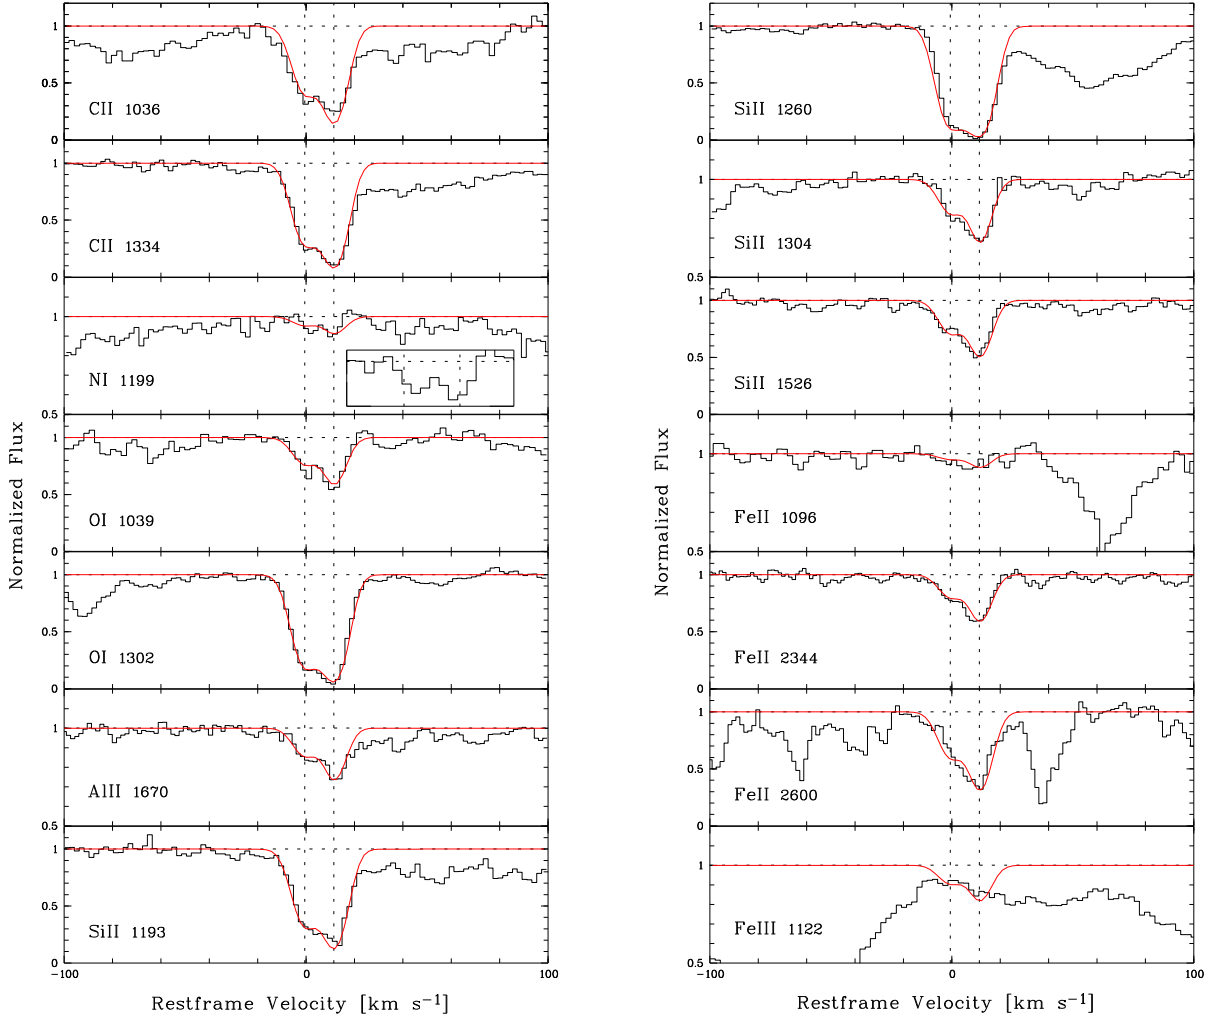 1
0.5
0
CII 1036
1
0.5
0
CII 1334
1
0.5
NI 1199
1
0.5
0
OI 1039
1
0.5
0
OI 1302
1
0.5
AlII 1670
1
0.5
0
SiII 1193
-100
0
100
Restframe Velocity [km s⁻¹]
Normalized Flux
1
0.5
0
SiII 1260
1
0.5
SiII 1304
1
0.5
0
SiII 1526
1
0.5
FeII 1096
1
0.5
0
FeII 2344
1
0.5
0
FeII 2600
1
0.5
FeIII 1122
-100
0
100
Restframe Velocity [km s⁻¹]
Normalized Flux